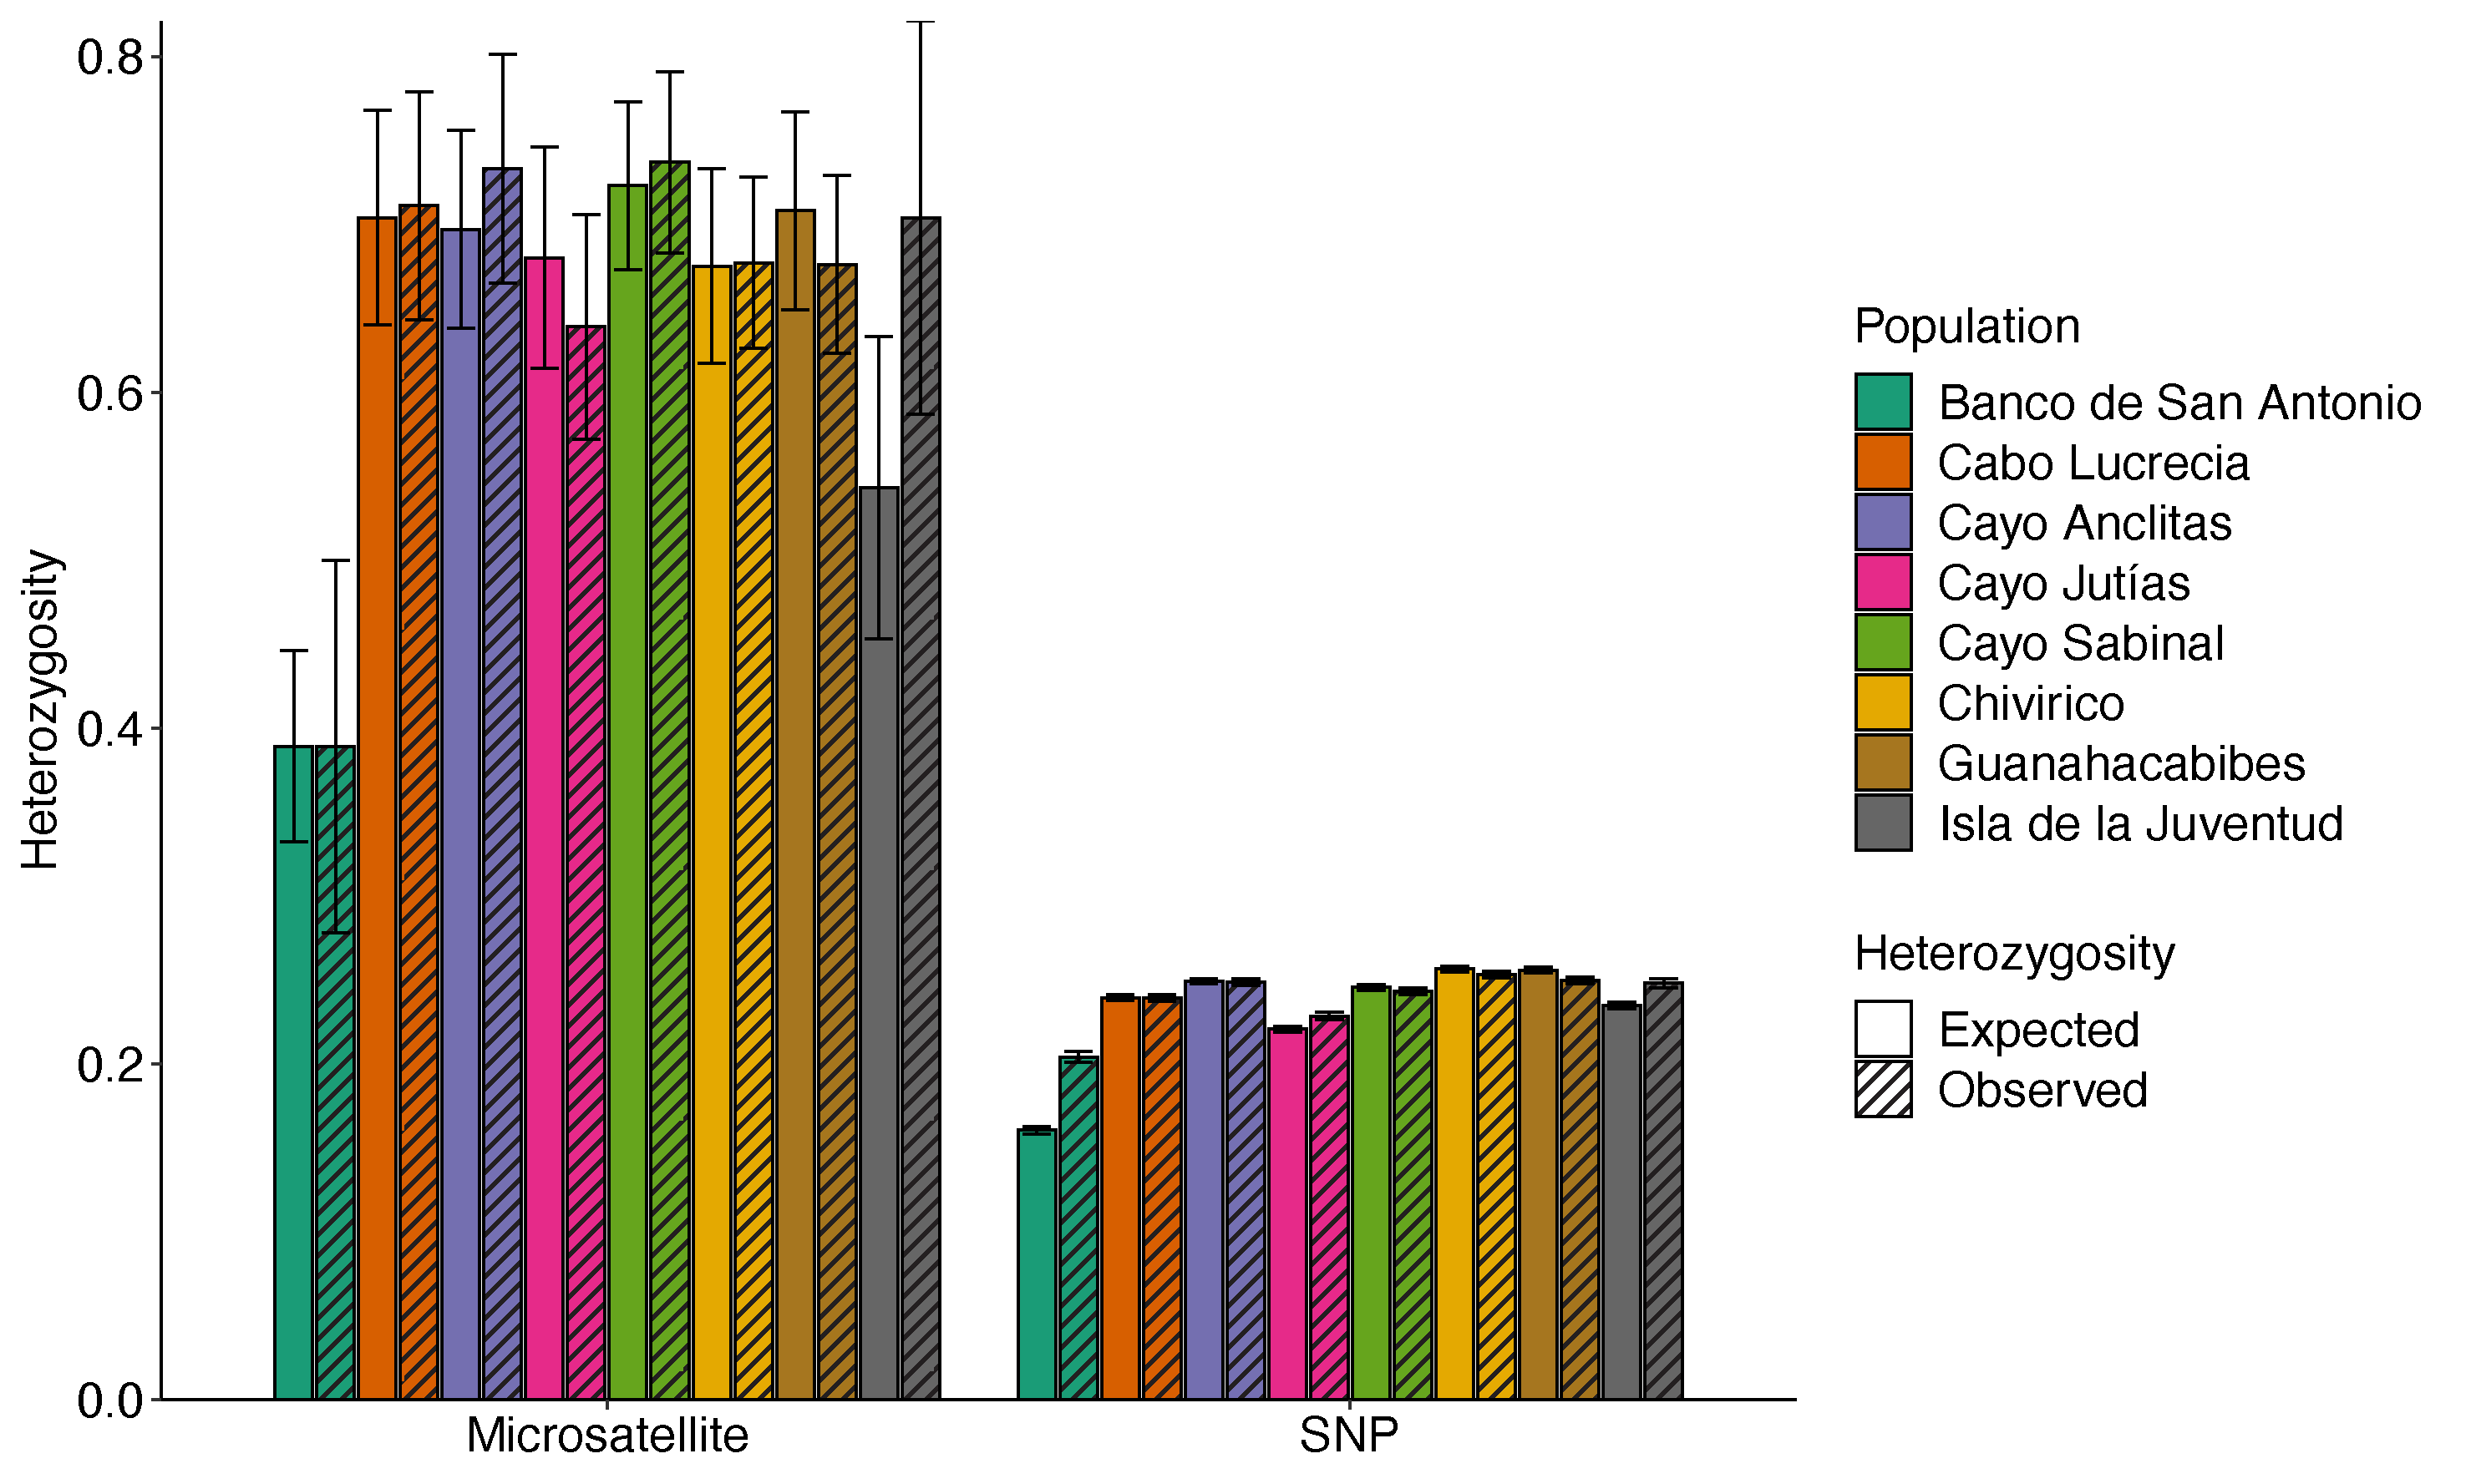 0.8
0.6
0.4
0.2
0.0
Heterozygosity
Microsatellite
SNP
Population
Banco de San Antonio
Cabo Lucrecia
Cayo Anclitas
Cayo Jutías
Cayo Sabinal
Chivirico
Guanahacabibes
Isla de la Juventud
Heterozygosity
Expected
Observed